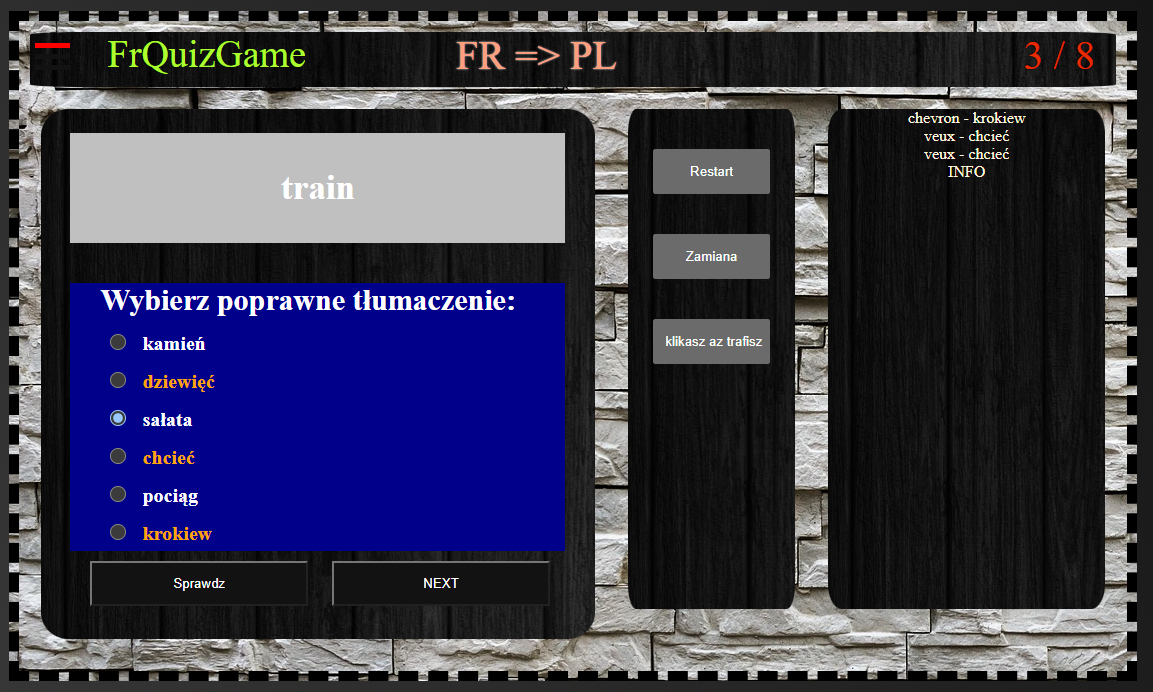 FrQuizGame
FR => PL
3 / 8
train
Wybierz poprawne tłumaczenie:
kamień
dziewięć
sałata
chcieć
pociąg
krokiew
Sprawdz
NEXT
Restart
Zamiana
klikasz az trafisz
chevron - krokiew
veux - chcieć
veux - chcieć
INFO